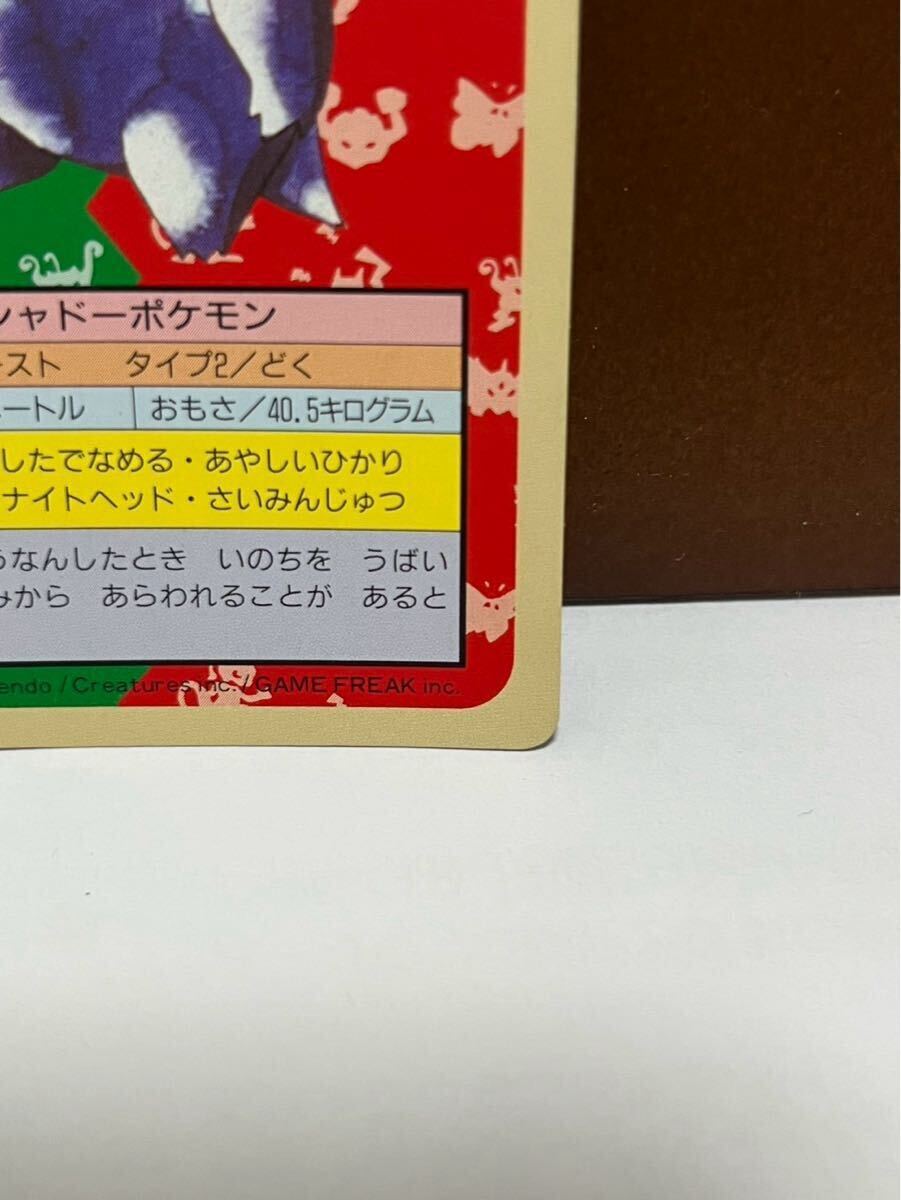 シャドーポケモン
ースト　タイプ2／どく
メートル　おもさ／40.5キログラム
したでなめる・あやしいひかり
ナイトヘッド・さいみんじゅつ
うなんしたとき　いのちを　うばい
みから　あらわれることが　あると
endo / Creatures inc. / GAME FREAK inc.